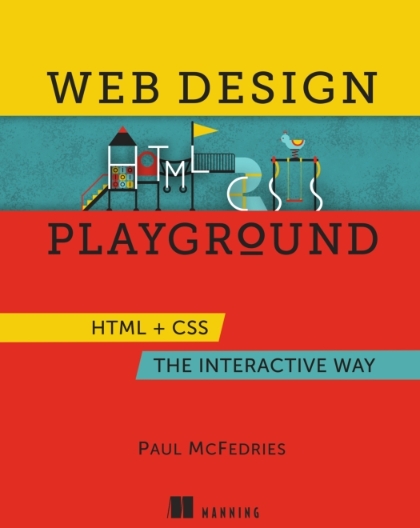 WEB DESIGN
HTML
CSS
PLAYGROUND
HTML + CSS
THE INTERACTIVE WAY
PAUL MCFEDRIES
MANNING